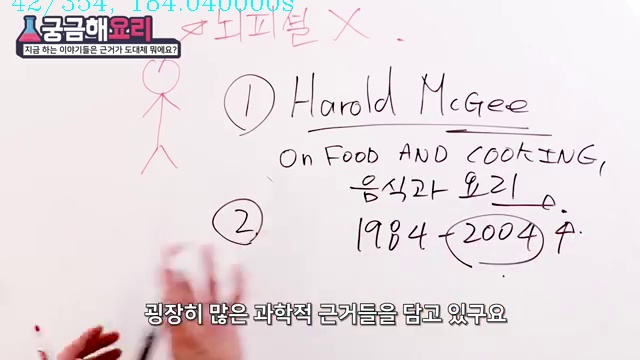 42/354, 184.040000s
궁금해요리
지금 하는 이야기들은 근거가 도대체 뭐에요?
뇌피셜 X
① Harold McGee
On FOOD AND COOKING,
음식과 요리
② 1984 - 2004 ↑
굉장히 많은 과학적 근거들을 담고 있구요